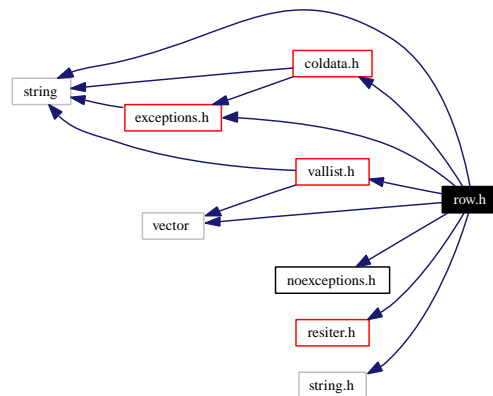 coldata.h
string
exceptions.h
vallist.h
row.h
vector
noexceptions.h
resiter.h
string.h